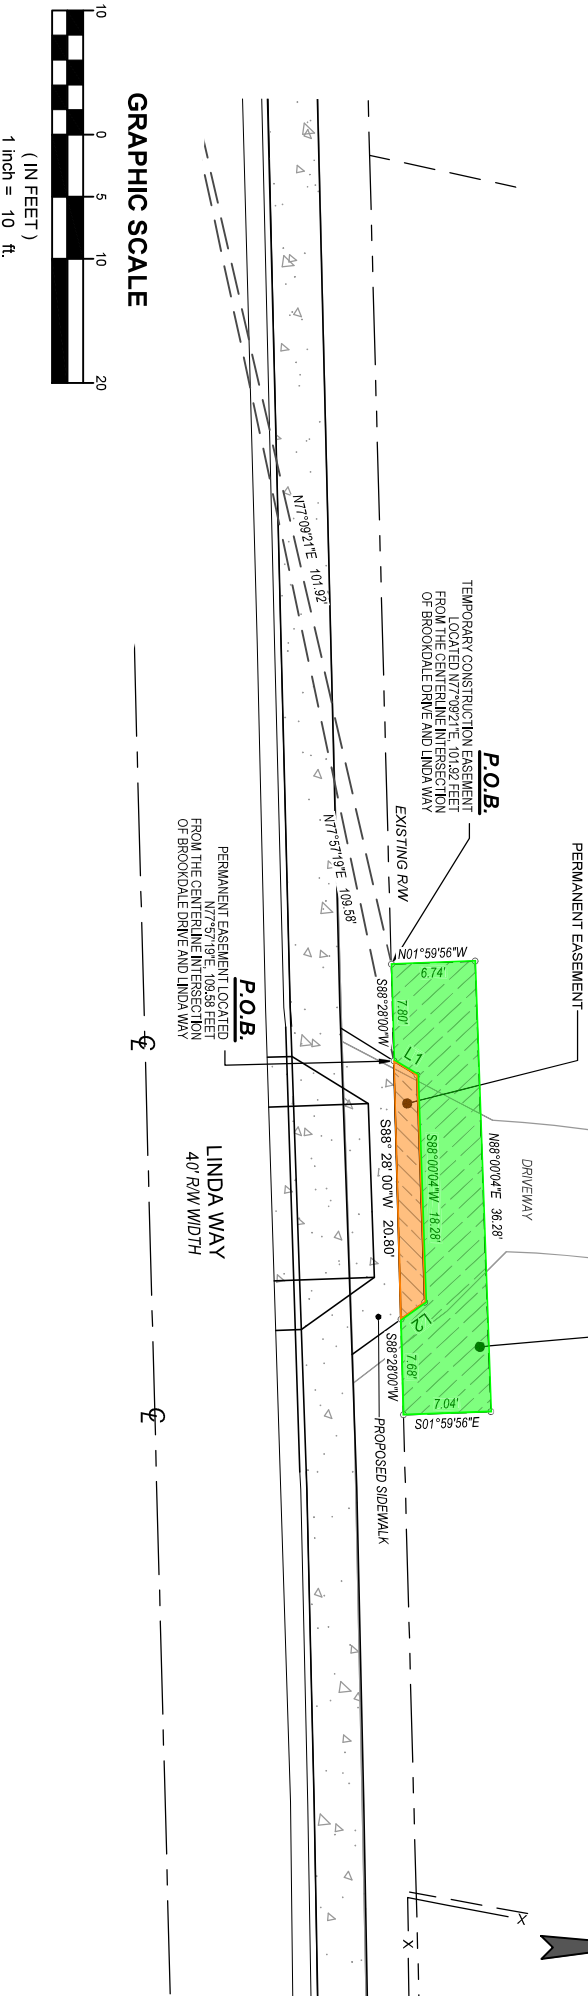 GRAPHIC SCALE
10
0
5
10
20
( IN FEET )
1 inch = 10 ft.
P.O.B.
TEMPORARY CONSTRUCTION EASEMENT
LOCATED N77°09'21"E, 101.92 FEET
FROM THE CENTERLINE INTERSECTION
OF BROOKDALE DRIVE AND LINDA WAY
PERMANENT EASEMENT
N77°09'21"E 101.92'
N77°57'19"E 109.58'
EXISTING R/W
N01°59'56"W
6.74'
S88°28'00"W
7.80'
L1
S88°00'04"W 18.28'
N88°00'04"E 36.28'
DRIVEWAY
S88° 28' 00"W 20.80'
L2
S88°28'00"W
7.68'
7.04'
S01°59'56"E
PROPOSED SIDEWALK
P.O.B.
PERMANENT EASEMENT LOCATED
N77°57'19"E, 109.58 FEET
FROM THE CENTERLINE INTERSECTION
OF BROOKDALE DRIVE AND LINDA WAY
CL
LINDA WAY
40' R/W WIDTH
CL
X
X